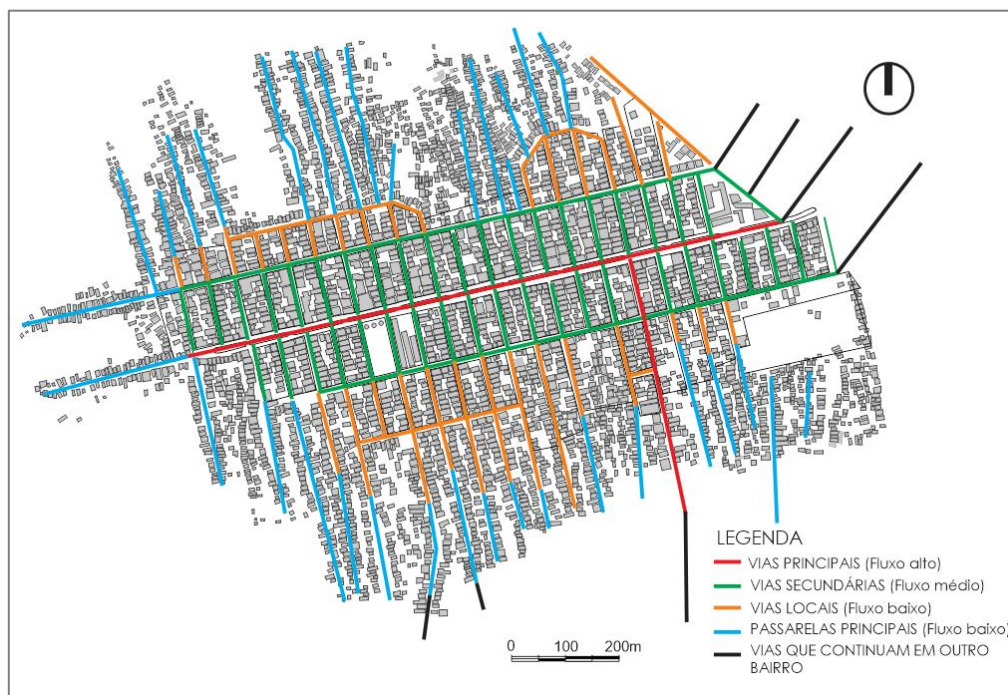 LEGENDA
VIAS PRINCIPAIS (Fluxo alto)
VIAS SECUNDÁRIAS (Fluxo médio)
VIAS LOCAIS (Fluxo baixo)
PASSARELAS PRINCIPAIS (Fluxo baixo)
VIAS QUE CONTINUAM EM OUTRO
BAIRRO
0 100 200m